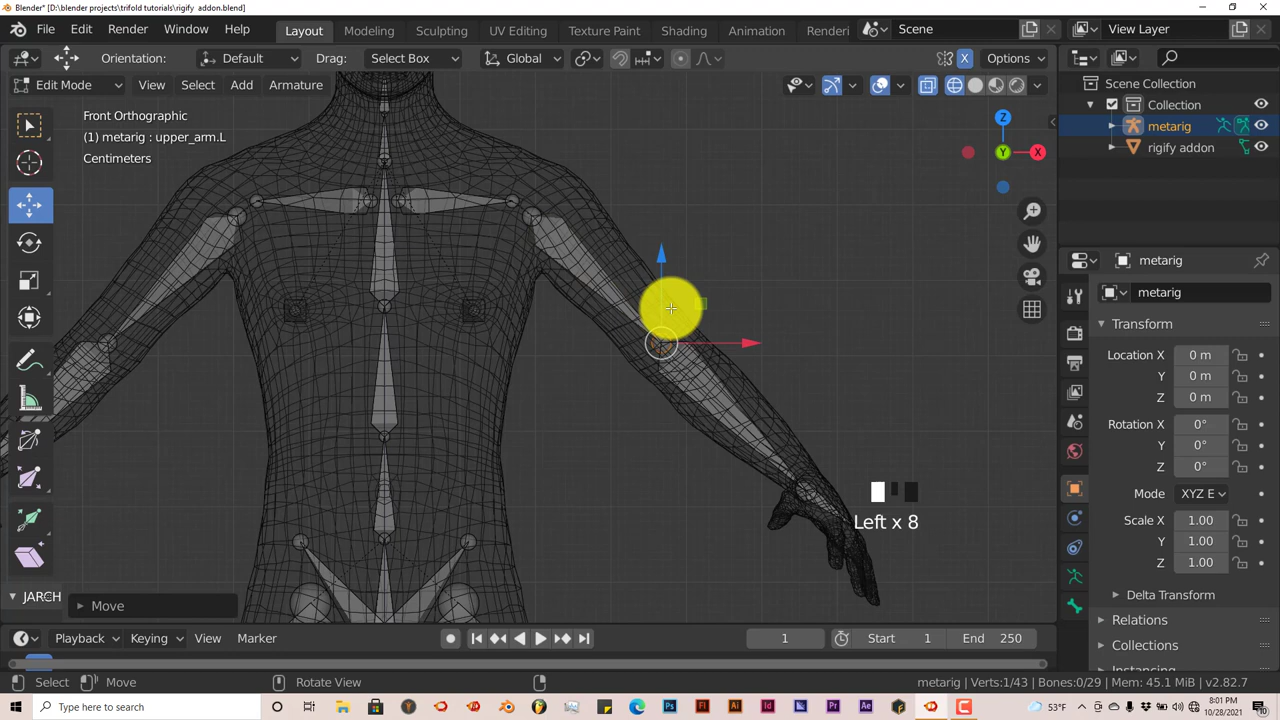 Blender* [D:\blender projects\trifold tutorials\rigify addon.blend]
File Edit Render Window Help Layout Modeling Sculpting UV Editing Texture Paint Shading Animation Renderi Scene View Layer
Orientation: Default Drag: Select Box Global X Options
Edit Mode View Select Add Armature
Front Orthographic
(1) metarig : upper_arm.L
Centimeters
Z
Y
X
Left x 8
JARCH
Move
Scene Collection
Collection
metarig
rigify addon
metarig
metarig
Transform
Location X 0 m
Y 0 m
Z 0 m
Rotation X 0°
Y 0°
Z 0°
Mode XYZ E
Scale X 1.00
Y 1.00
Z 1.00
Delta Transform
Relations
Collections
Instancing
Playback Keying View Marker 1 Start 1 End 250
Select Move Rotate View metarig | Verts:1/43 | Bones:0/29 | Mem: 45.1 MiB | v2.82.7
Type here to search
53°F
8:01 PM
10/28/2021